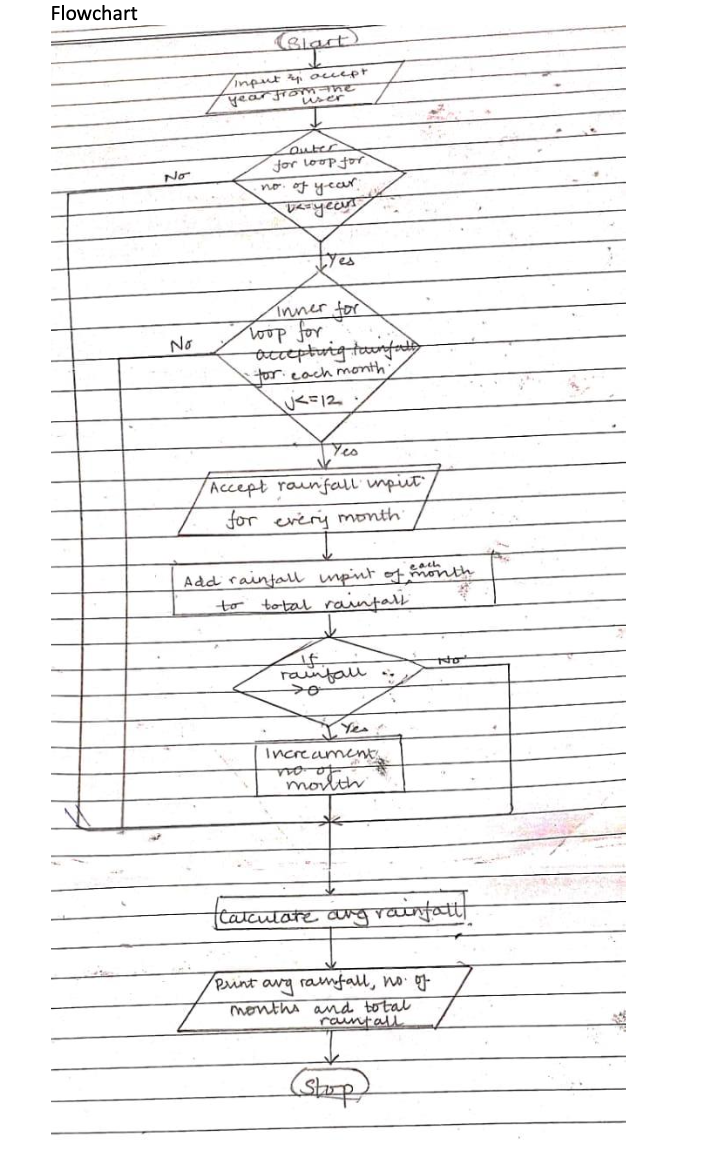 Flowchart
Start
Input & accept
year from the
user
outer
for loop for
no. of year
i<=years
No
Yes
Inner for
loop for
accepting rainfall
for each month
j<=12
No
Yes
Accept rainfall input
for every month
Add rainfall input of each month
to total rainfall
If
rainfall
>0
No
Yes
Increament
no of
month
Calculate avg rainfall
Print avg rainfall, no. of
months and total
rainfall
Stop